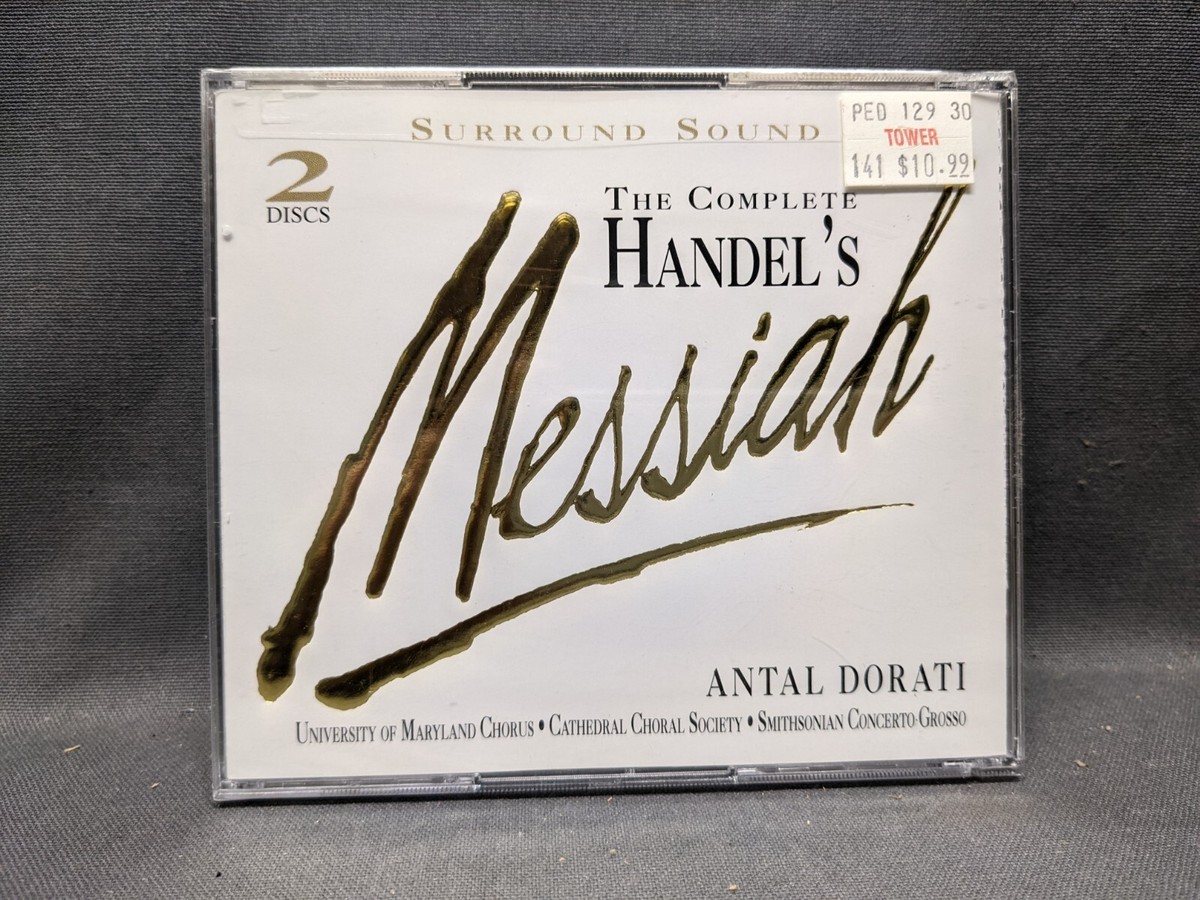 SURROUND SOUND
PED 129 30
TOWER
141 $10.99
2
DISCS
THE COMPLETE
HANDEL'S
Messiah
ANTAL DORATI
UNIVERSITY OF MARYLAND CHORUS • CATHEDRAL CHORAL SOCIETY • SMITHSONIAN CONCERTO GROSSO